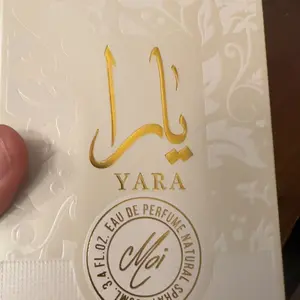 يارا
YARA
3.4 FL.OZ. EAU DE PERFUME NATURAL SPRAY
Moi